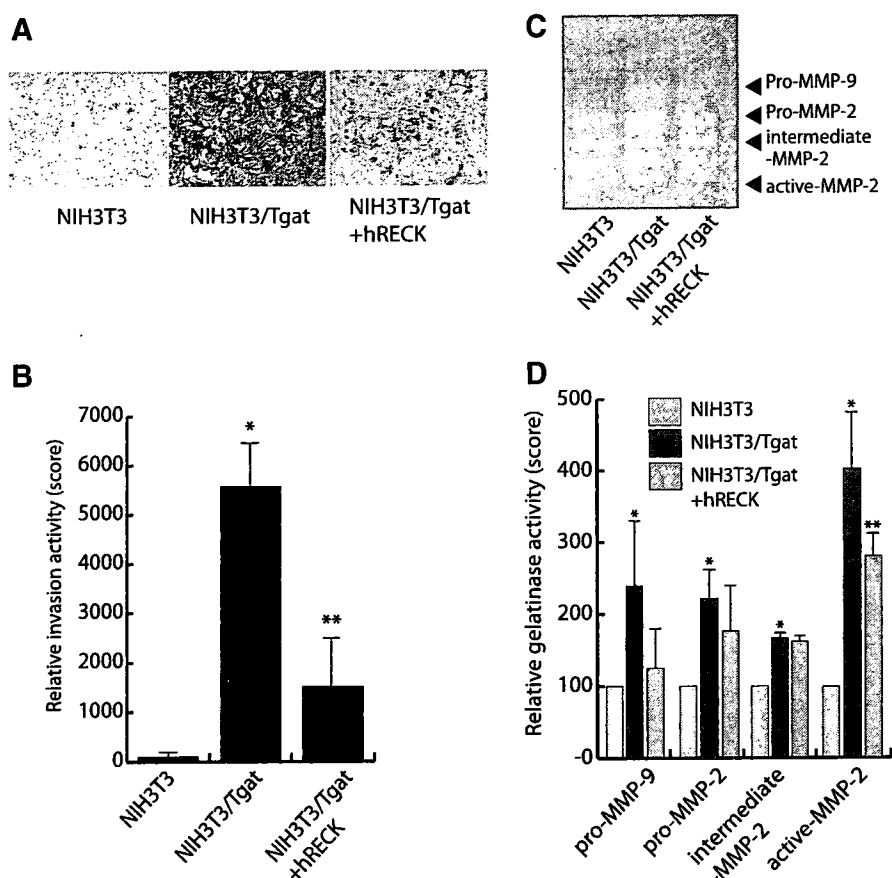 A
NIH3T3
NIH3T3/Tgat
NIH3T3/Tgat
+hRECK
C
Pro-MMP-9
Pro-MMP-2
intermediate
-MMP-2
active-MMP-2
NIH3T3
NIH3T3/Tgat
NIH3T3/Tgat
+hRECK
B
Relative invasion activity (score)
7000
6000
5000
4000
3000
2000
1000
0
*
**
NIH3T3
NIH3T3/Tgat
NIH3T3/Tgat
+hRECK
D
Relative gelatinase activity (score)
500
400
300
200
100
-0
NIH3T3
NIH3T3/Tgat
NIH3T3/Tgat
+hRECK
*
*
*
*
**
pro-MMP-9
pro-MMP-2
intermediate
-MMP-2
active-MMP-2